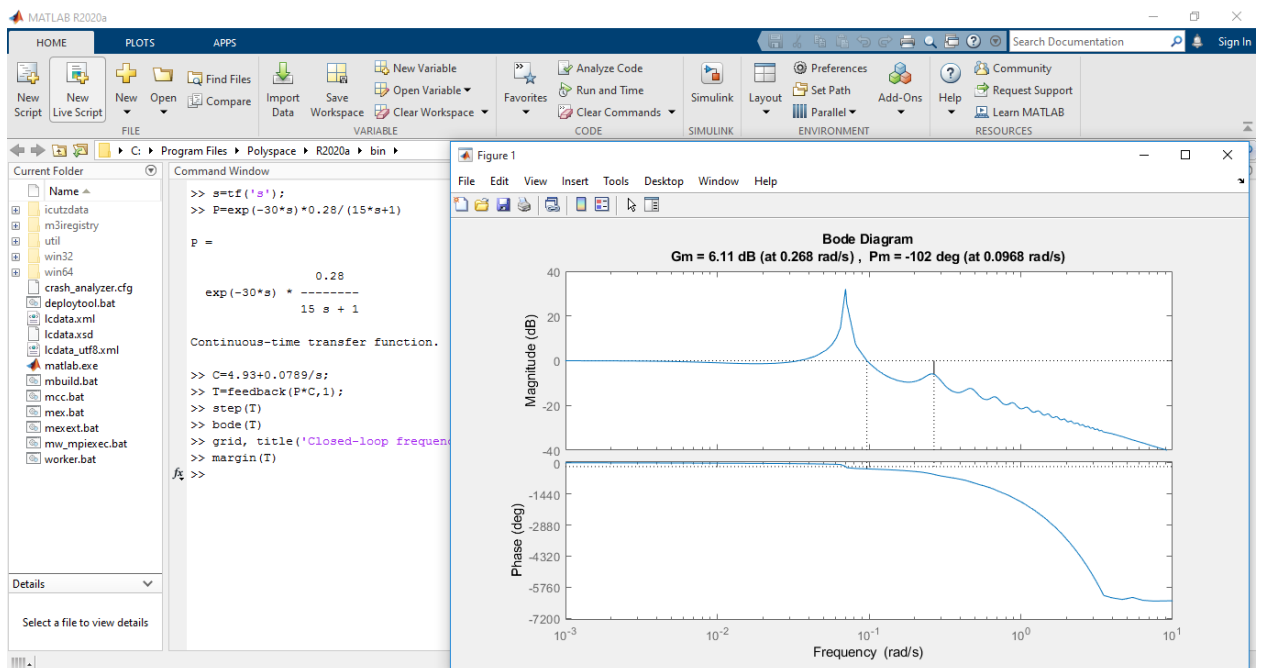 MATLAB R2020a
HOME PLOTS APPS
Search Documentation
Sign In
New Script
New Live Script
New
Open
Find Files
Compare
Import Data
Save Workspace
New Variable
Open Variable
Clear Workspace
Favorites
Analyze Code
Run and Time
Clear Commands
Simulink
Layout
Preferences
Set Path
Parallel
Add-Ons
Help
Community
Request Support
Learn MATLAB
FILE VARIABLE CODE SIMULINK ENVIRONMENT RESOURCES
C: Program Files Polyspace R2020a bin
Current Folder
Name
icutzdata
m3iregistry
util
win32
win64
crash_analyzer.cfg
deploytool.bat
lcdata.xml
lcdata.xsd
lcdata_utf8.xml
matlab.exe
mbuild.bat
mcc.bat
mex.bat
mexext.bat
mw_mpiexec.bat
worker.bat
Details
Select a file to view details
Command Window
>> s=tf('s');
>> P=exp(-30*s)*0.28/(15*s+1)
P =
0.28
exp(-30*s) * --------
15 s + 1
Continuous-time transfer function.
>> C=4.93+0.0789/s;
>> T=feedback(P*C,1);
>> step(T)
>> bode(T)
>> grid, title('Closed-loop frequenc
>> margin(T)
fx >>
Figure 1
File Edit View Insert Tools Desktop Window Help
Bode Diagram
Gm = 6.11 dB (at 0.268 rad/s) , Pm = -102 deg (at 0.0968 rad/s)
Magnitude (dB)
40
20
0
-20
-40
Phase (deg)
0
-1440
-2880
-4320
-5760
-7200
10-3 10-2 10-1 100 101
Frequency (rad/s)